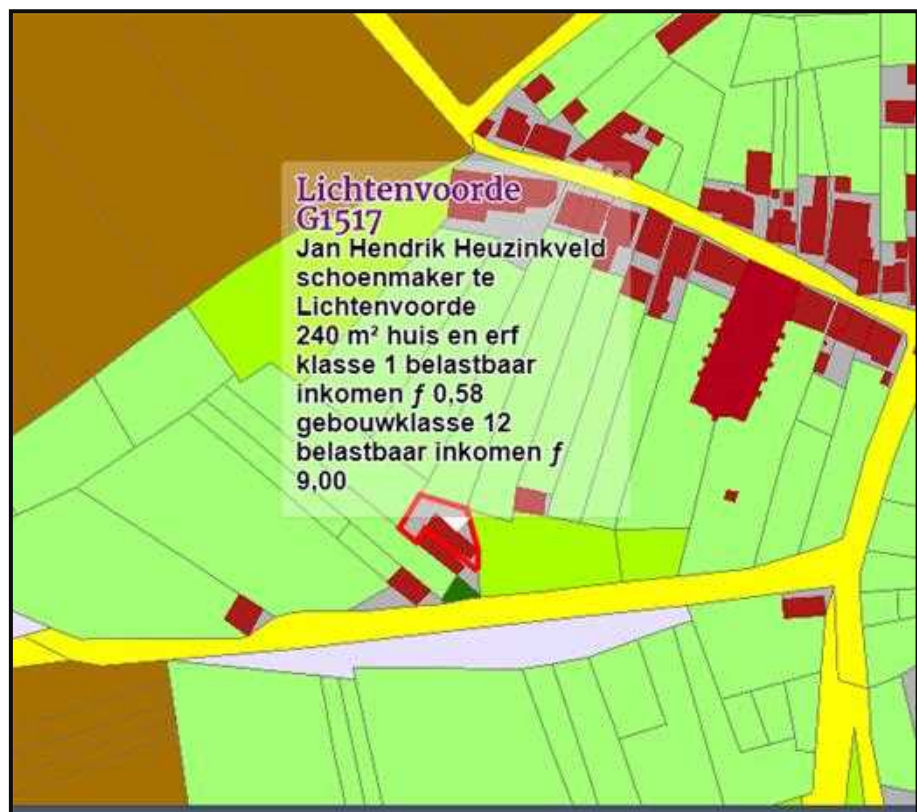 Lichtenvoorde
G1517
Jan Hendrik Heuzinkveld
schoenmaker te
Lichtenvoorde
240 m² huis en erf
klasse 1 belastbaar
inkomen ƒ 0,58
gebouwklasse 12
belastbaar inkomen ƒ
9,00